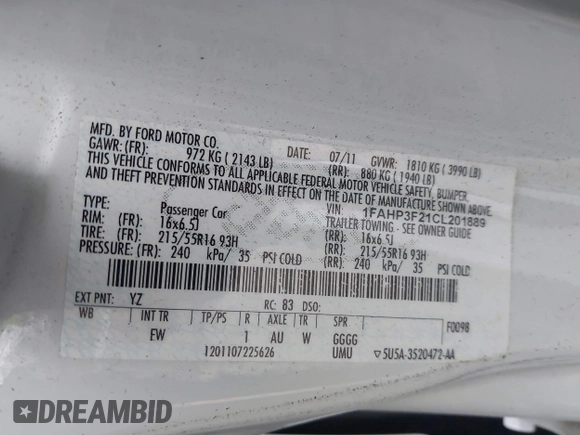 MFD. BY FORD MOTOR CO.
DATE: 07/11 GVWR: 1810 KG ( 3990 LB)
GAWR: (FR): 972 KG ( 2143 LB) (RR): 880 KG ( 1940 LB)
THIS VEHICLE CONFORMS TO ALL APPLICABLE FEDERAL MOTOR VEHICLE SAFETY, BUMPER,
AND THEFT PREVENTION STANDARDS IN EFFECT ON THE DATE OF MANUFACTURE SHOWN ABOVE.
VIN: 1FAHP3F21CL201889
TYPE: Passenger Car TRAILER TOWING - SEE OWNER GUIDE
RIM: (FR): 16x6.5J (RR): 16x6.5J
TIRE: (FR): 215/55R16 93H (RR): 215/55R16 93H
PRESSURE: (FR): 240 kPa/ 35 PSI COLD (RR): 240 kPa/ 35 PSI COLD
EXT PNT: YZ RC: 83 DSO: F0098
WB INT TR TP/PS R AXLE TR SPR
EW 1 AU W GGGG
1201107225626 UMU ▽5U5A-3520472-AA
DREAMBID